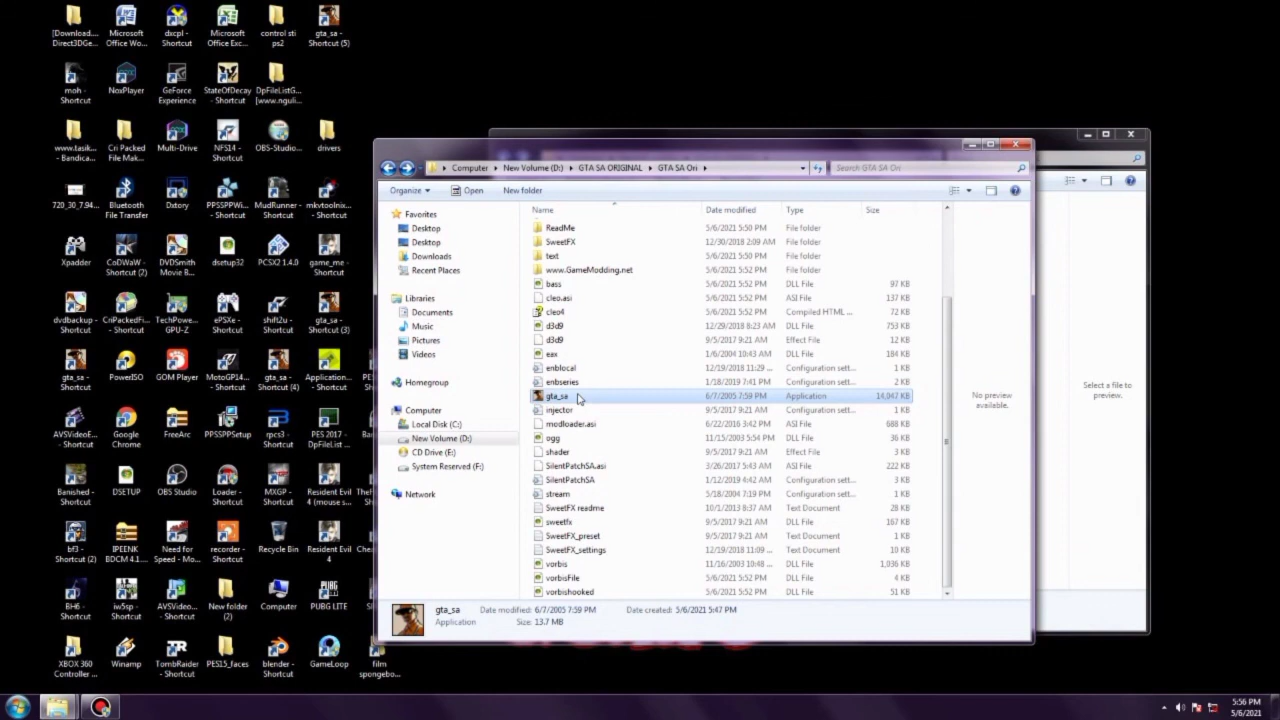 [Download.... Microsoft dxcpl - Microsoft control sti gta_sa -
Direct3DGe... Office Wo... Shortcut Office Exc... ps2 Shortcut (5)
moh - NoxPlayer GeForce StateOfDecay DpFileListG...
Shortcut Experience - Shortcut [www.nguli...
www.tasik... Cri Packed Multi-Drive NFS14 - OBS-Studio... drivers
- Bandica... File Mak... Shortcut
720_30_7.94... Bluetooth Dxtory PPSSPPWi... MudRunner - mkvtoolnix...
File Transfer - Shortcut Shortcut - Shortcut
Xpadder CoDWaW - DVDSmith dsetup32 PCSX2 1.4.0 game_me -
Shortcut (2) Movie B... Shortcut
dvdbackup - CriPackedFi... TechPowe... ePSXe - shift2u - gta_sa -
Shortcut - Shortcut GPU-Z Shortcut Shortcut Shortcut (3)
gta_sa - PowerISO GOM Player MotoGP14... gta_sa - Application...
Shortcut - Shortcut Shortcut (4) - Shortcut
AVSVideoE... Google FreeArc PPSSPPSetup rpcs3 - PES 2017 -
- Shortcut Chrome Shortcut DpFileList ...
Banished - DSETUP OBS Studio Loader - MXGP - Resident Evil
Shortcut Shortcut Shortcut 4 (mouse s...
bf3 - IPEENK Need for recorder - Recycle Bin Resident Evil
Shortcut (2) BDCM 4.1... Speed - Mo... Shortcut 4
BH6 - iw5sp - AVSVideo... New folder Computer PUBG LITE
Shortcut Shortcut - Shortcut (2)
XBOX 360 Winamp TombRaider PES15_faces blender - GameLoop film
Controller ... - Shortcut Shortcut spongebo...
Computer New Volume (D:) GTA SA ORIGINAL GTA SA Ori Search GTA SA Ori
Organize Open New folder
Favorites
Desktop
Desktop
Downloads
Recent Places
Libraries
Documents
Music
Pictures
Videos
Homegroup
Computer
Local Disk (C:)
New Volume (D:)
CD Drive (E:)
System Reserved (F:)
Network
Name Date modified Type Size
ReadMe 5/6/2021 5:50 PM File folder
SweetFX 12/30/2018 2:09 AM File folder
text 5/6/2021 5:50 PM File folder
www.GameModding.net 5/6/2021 5:52 PM File folder
bass 5/6/2021 5:52 PM DLL File 97 KB
cleo.asi 5/6/2021 5:52 PM ASI File 137 KB
cleo4 5/6/2021 5:52 PM Compiled HTML ... 72 KB
d3d9 12/29/2018 8:23 AM DLL File 753 KB
d3d9 9/5/2017 9:21 AM Effect File 12 KB
eax 1/6/2004 10:43 AM DLL File 184 KB
enblocal 12/19/2018 11:29 ... Configuration sett... 2 KB
enbseries 1/18/2019 7:41 PM Configuration sett... 2 KB
gta_sa 6/7/2005 7:59 PM Application 14,047 KB
injector 9/5/2017 9:21 AM Configuration sett... 1 KB
modloader.asi 6/22/2016 3:42 PM ASI File 688 KB
ogg 11/15/2003 5:54 PM DLL File 36 KB
shader 9/5/2017 9:21 AM Effect File 3 KB
SilentPatchSA.asi 3/26/2017 5:43 AM ASI File 222 KB
SilentPatchSA 1/12/2019 4:42 AM Configuration sett... 3 KB
stream 5/18/2004 7:19 PM Configuration sett... 1 KB
SweetFX readme 10/1/2013 8:37 AM Text Document 28 KB
sweetfx 9/5/2017 9:21 AM DLL File 167 KB
SweetFX_preset 9/5/2017 9:21 AM Text Document 1 KB
SweetFX_settings 12/19/2018 11:09 ... Text Document 10 KB
vorbis 11/16/2003 10:48 ... DLL File 1,036 KB
vorbisFile 5/6/2021 5:52 PM DLL File 4 KB
vorbishooked 5/6/2021 5:52 PM DLL File 51 KB
No preview
available.
Select a file to
preview.
gta_sa Date modified: 6/7/2005 7:59 PM Date created: 5/6/2021 5:47 PM
Application Size: 13.7 MB
5:56 PM
5/6/2021